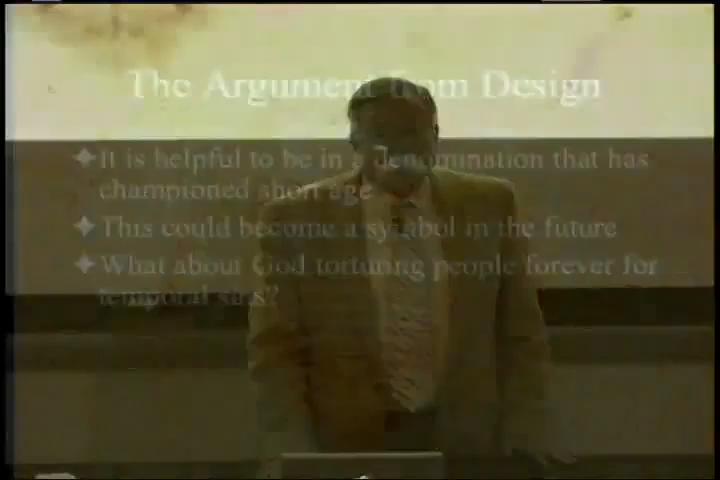 The Argument from Design
✦It is helpful to be in a denomination that has
championed short age
✦This could become a symbol in the future
✦What about God torturing people forever for
temporal sins?